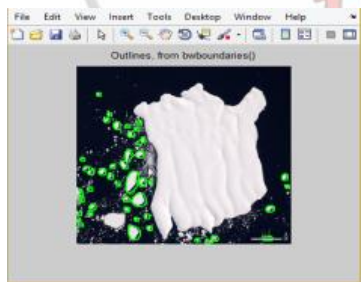 File Edit View Insert Tools Desktop Window Help
Outlines, from bwboundaries()